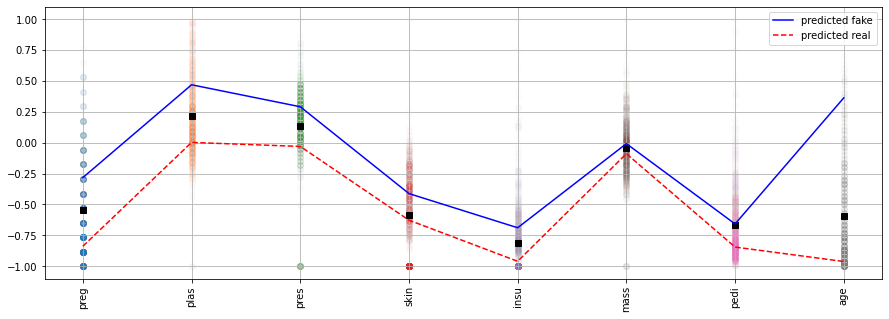 1.00
0.75
0.50
0.25
0.00
−0.25
−0.50
−0.75
−1.00
predicted fake
predicted real
preg
plas
pres
skin
insu
mass
pedi
age